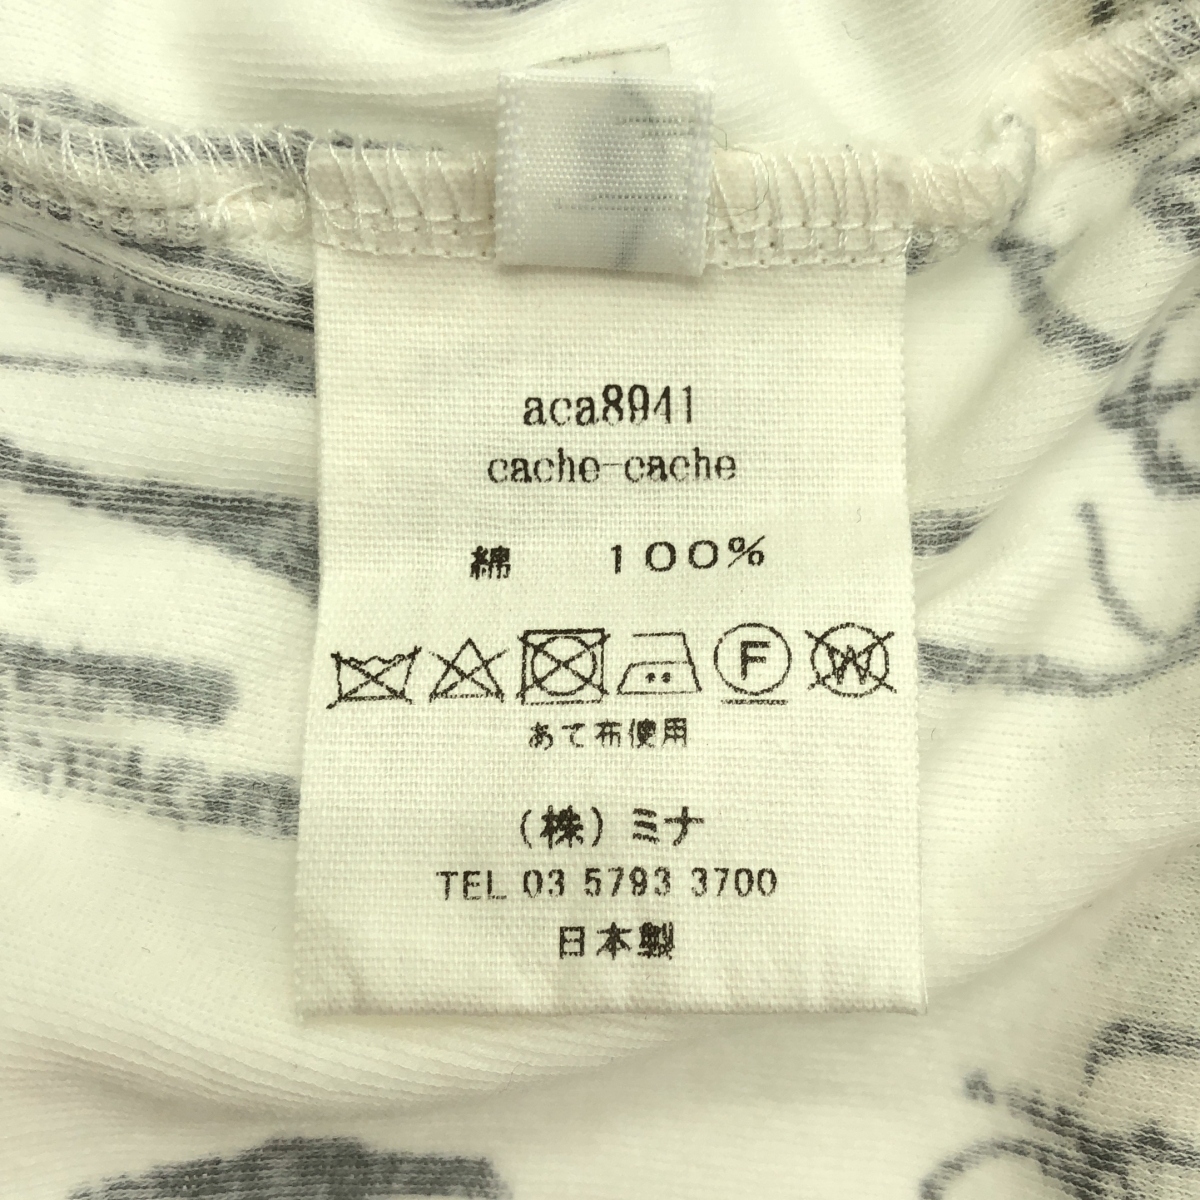 aca8941
cache-cache
綿 100%
F W
あて布使用
(株)ミナ
TEL 03 5793 3700
日本製